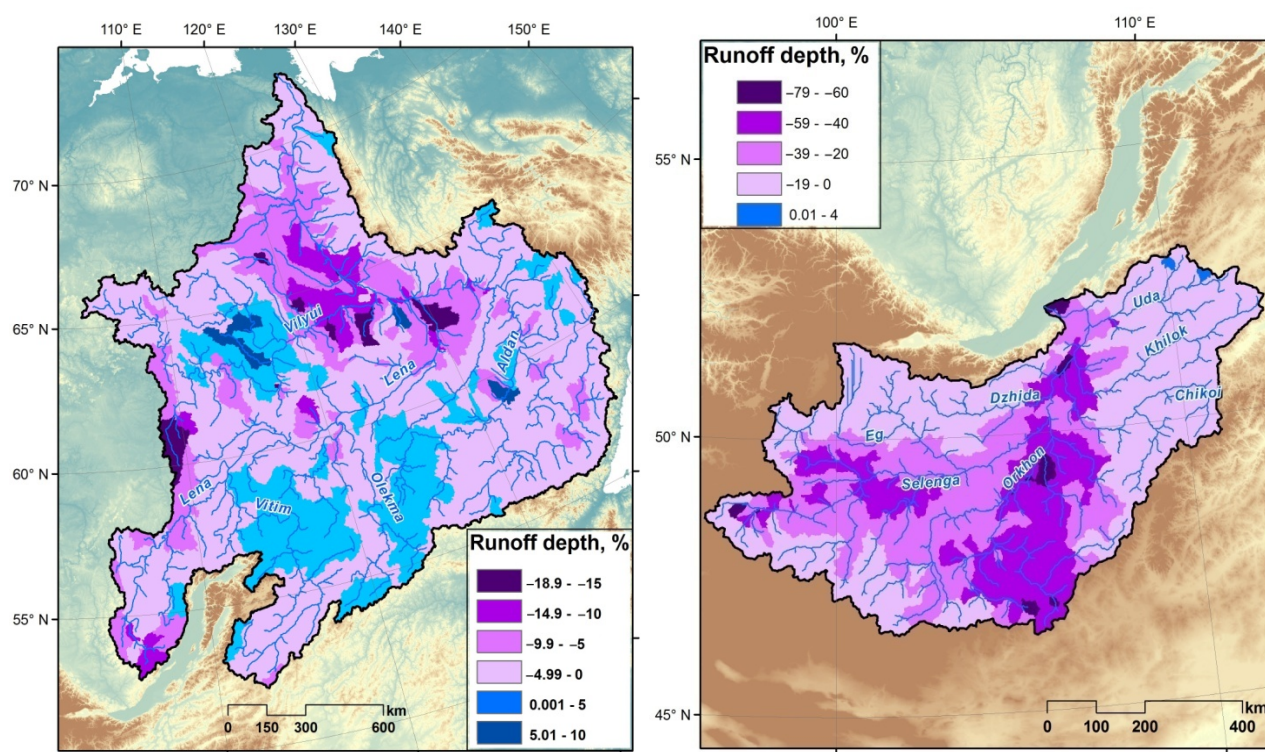 110° E 120° E 130° E 140° E 150° E
70° N
65° N
60° N
55° N
Vilyui
Lena
Aldan
Lena
Vitim
Olekma
Runoff depth, %
–18.9 - –15
–14.9 - –10
–9.9 - –5
–4.99 - 0
0.001 - 5
5.01 - 10
km
0 150 300 600
100° E 110° E
Runoff depth, %
–79 - –60
–59 - –40
–39 - –20
–19 - 0
0.01 - 4
55° N
50° N
45° N
Uda
Khilok
Chikoi
Dzhida
Eg
Selenga
Orkhon
km
0 100 200 400